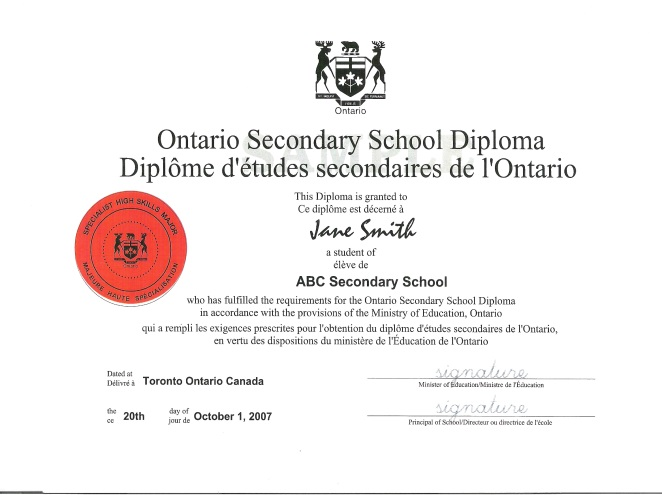 Ontario
Ontario Secondary School Diploma
SAMPLE
Diplôme d'études secondaires de l'Ontario
SPECIALIST HIGH SKILLS MAJOR
MAJEURE HAUTE SPÉCIALISATION
This Diploma is granted to
Ce diplôme est décerné à
Jane Smith
a student of
élève de
ABC Secondary School
who has fulfilled the requirements for the Ontario Secondary School Diploma
in accordance with the provisions of the Ministry of Education, Ontario
qui a rempli les exigences prescrites pour l'obtention du diplôme d'études secondaires de l'Ontario,
en vertu des dispositions du ministère de l'Éducation de l'Ontario
Dated at
Délivré à
Toronto Ontario Canada
signature
Minister of Education/Ministre de l'Éducation
the
ce
20th
day of
jour de
October 1, 2007
signature
Principal of School/Directeur ou directrice de l'école